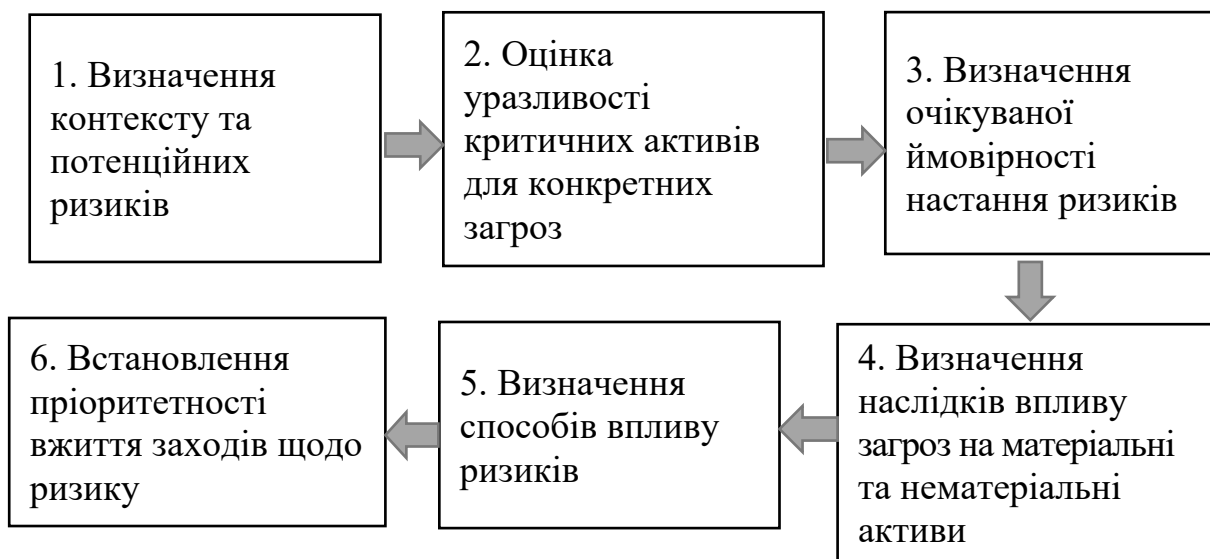 1. Визначення
контексту та
потенційних
ризиків
2. Оцінка
уразливості
критичних активів
для конкретних
загроз
3. Визначення
очікуваної
ймовірності
настання ризиків
4. Визначення
наслідків впливу
загроз на матеріальні
та нематеріальні
активи
5. Визначення
способів впливу
ризиків
6. Встановлення
пріоритетності
вжиття заходів щодо
ризику